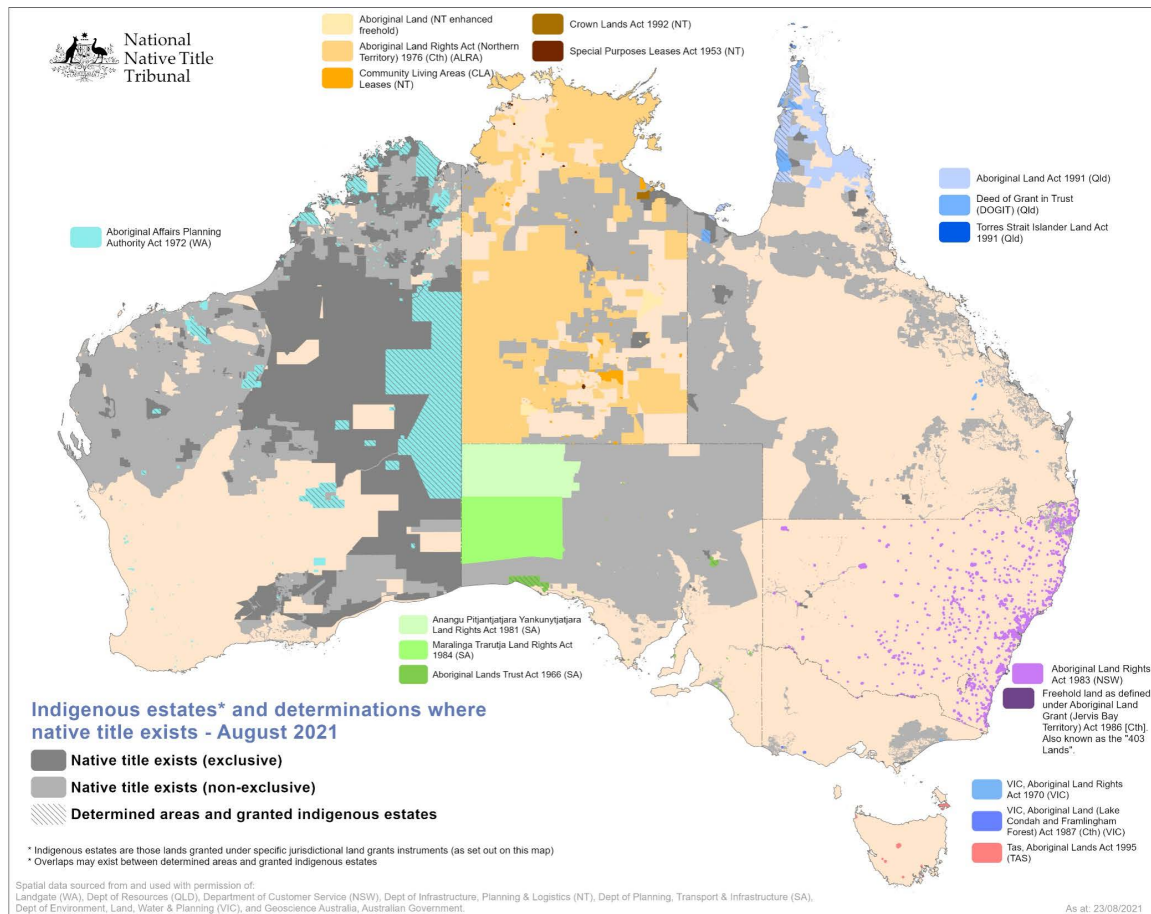 National
Native Title
Tribunal
Aboriginal Land (NT enhanced
freehold)
Aboriginal Land Rights Act (Northern
Territory) 1976 (Cth) (ALRA)
Community Living Areas (CLA)
Leases (NT)
Crown Lands Act 1992 (NT)
Special Purposes Leases Act 1953 (NT)
Aboriginal Land Act 1991 (Qld)
Deed of Grant in Trust
(DOGIT) (Qld)
Torres Strait Islander Land Act
1991 (Qld)
Aboriginal Affairs Planning
Authority Act 1972 (WA)
Anangu Pitjantjatjara Yankunytjatjara
Land Rights Act 1981 (SA)
Maralinga Trarutja Land Rights Act
1984 (SA)
Aboriginal Lands Trust Act 1966 (SA)
Aboriginal Land Rights
Act 1983 (NSW)
Freehold land as defined
under Aboriginal Land
Grant (Jervis Bay
Territory) Act 1986 [Cth].
Also known as the "403
Lands".
Indigenous estates* and determinations where
native title exists - August 2021
Native title exists (exclusive)
Native title exists (non-exclusive)
Determined areas and granted indigenous estates
VIC, Aboriginal Land Rights
Act 1970 (VIC)
VIC, Aboriginal Land (Lake
Condah and Framlingham
Forest) Act 1987 (Cth) (VIC)
Tas, Aboriginal Lands Act 1995
(TAS)
* Indigenous estates are those lands granted under specific jurisdictional land grants instruments (as set out on this map)
* Overlaps may exist between determined areas and granted indigenous estates
Spatial data sourced from and used with permission of:
Landgate (WA), Dept of Resources (QLD), Department of Customer Service (NSW), Dept of Infrastructure, Planning & Logistics (NT), Dept of Planning, Transport & Infrastructure (SA),
Dept of Environment, Land, Water & Planning (VIC), and Geoscience Australia, Australian Government.
As at: 23/08/2021